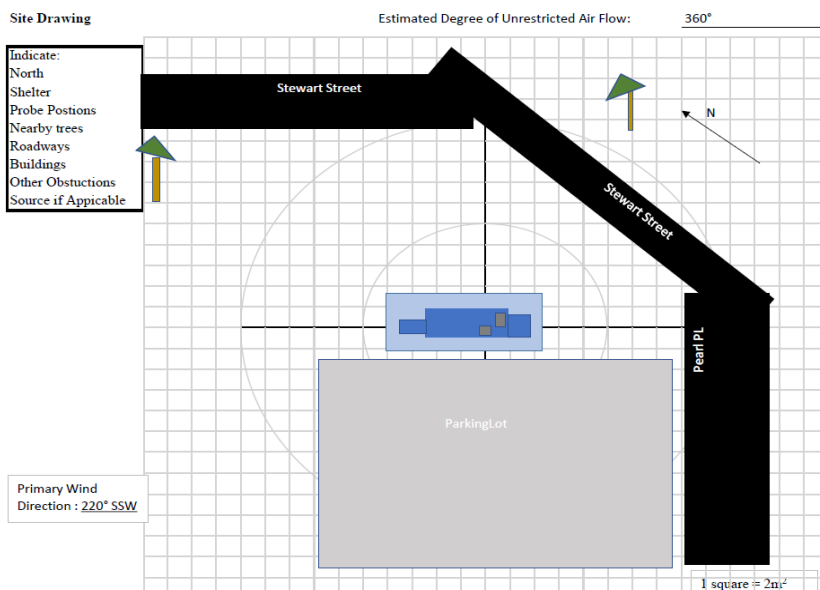 Site Drawing
Estimated Degree of Unrestricted Air Flow: 360°
Indicate:
North
Shelter
Probe Postions
Nearby trees
Roadways
Buildings
Other Obstuctions
Source if Appicable
Stewart Street
N
Stewart Street
Pearl PL
ParkingLot
Primary Wind
Direction : 220° SSW
1 square = 2m²